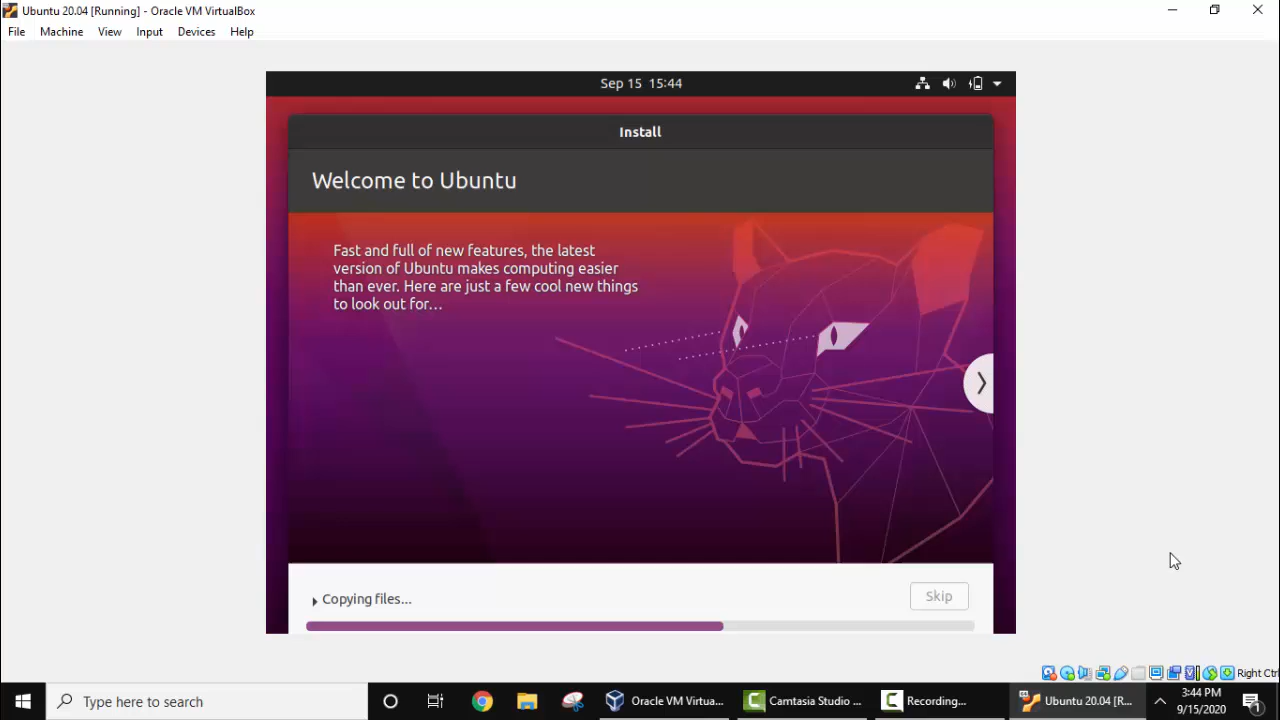 Ubuntu 20.04 [Running] - Oracle VM VirtualBox
File Machine View Input Devices Help
Sep 15 15:44
Install
Welcome to Ubuntu
Fast and full of new features, the latest
version of Ubuntu makes computing easier
than ever. Here are just a few cool new things
to look out for...
Copying files...
Skip
Right Ctrl
Type here to search
Oracle VM Virtua...
Camtasia Studio ...
Recording...
Ubuntu 20.04 [R...
3:44 PM
9/15/2020
1